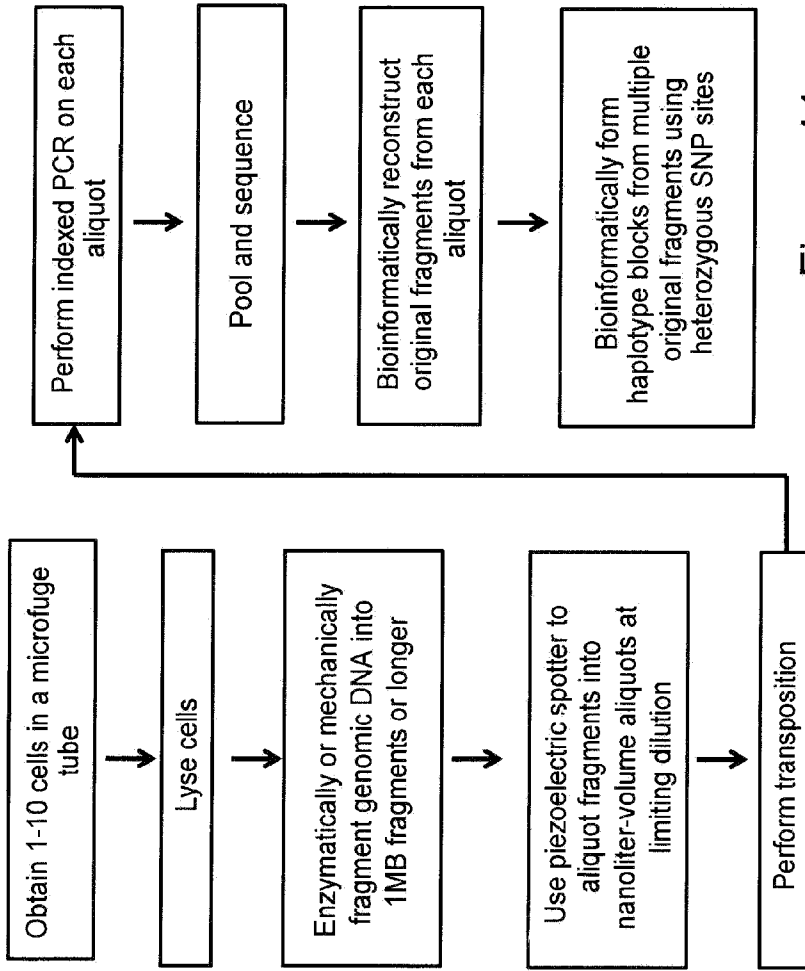 Obtain 1-10 cells in a microfuge
tube
Lyse cells
Enzymatically or mechanically
fragment genomic DNA into
1MB fragments or longer
Use piezoelectric spotter to
aliquot fragments into
nanoliter-volume aliquots at
limiting dilution
Perform transposition
Perform indexed PCR on each
aliquot
Pool and sequence
Bioinformatically reconstruct
original fragments from each
aliquot
Bioinformatically form
haplotype blocks from multiple
original fragments using
heterozygous SNP sites